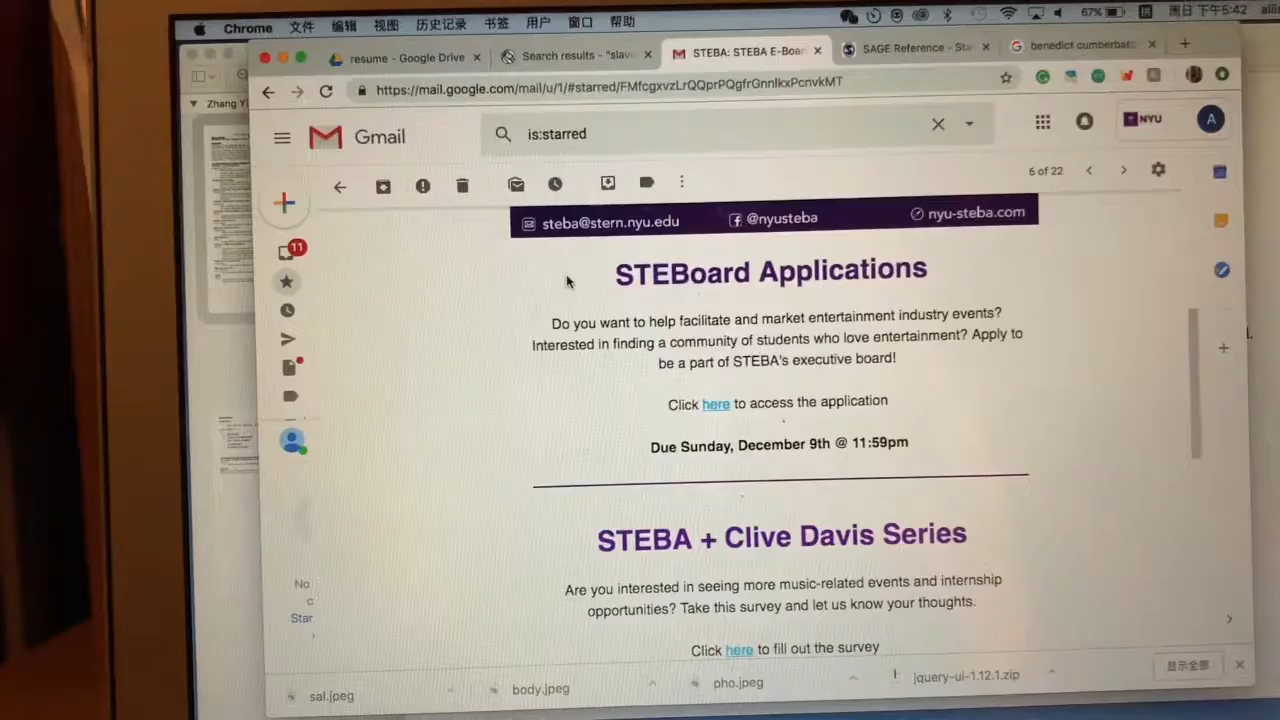 Chrome 文件 编辑 视图 历史记录 书签 用户 窗口 帮助 67% 周日 下午5:42
resume - Google Drive
Search results - "slav
STEBA: STEBA E-Boar
SAGE Reference - Sta
benedict cumberbatc
https://mail.google.com/mail/u/1/#starred/FMfcgxvzLrQQprPQgfrGnnlkxPcnvkMT
Zhang Yi
Gmail
is:starred
NYU
A
6 of 22
11
steba@stern.nyu.edu @nyusteba nyu-steba.com
STEBoard Applications
Do you want to help facilitate and market entertainment industry events?
Interested in finding a community of students who love entertainment? Apply to
be a part of STEBA's executive board!
Click here to access the application
Due Sunday, December 9th @ 11:59pm
STEBA + Clive Davis Series
Are you interested in seeing more music-related events and internship
opportunities? Take this survey and let us know your thoughts.
Click here to fill out the survey
No
c
Star
sal.jpeg
body.jpeg
pho.jpeg
jquery-ui-1.12.1.zip
显示全部